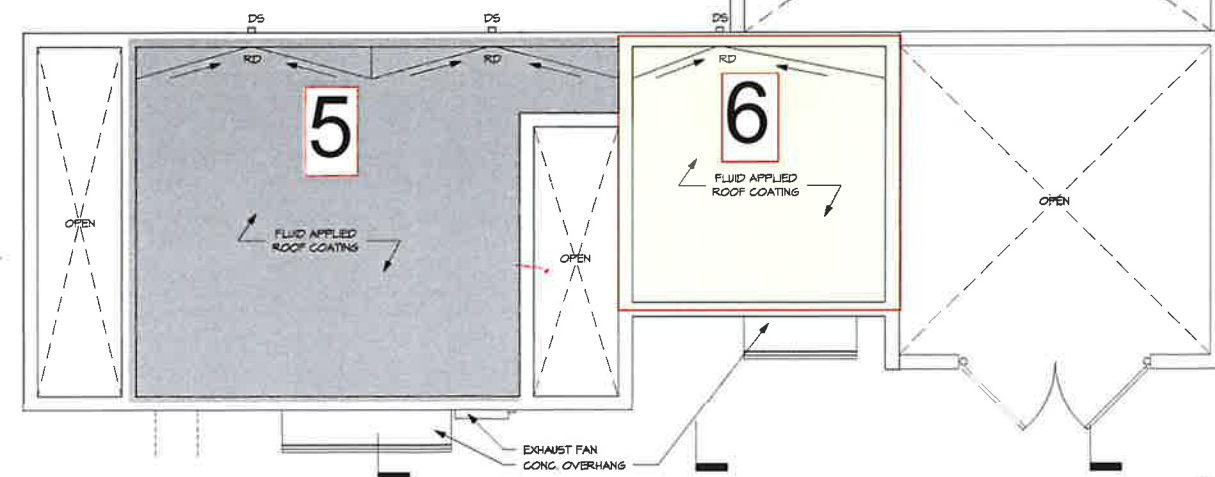 DS
DS
DS
RD
RD
RD
5
6
FLUID APPLIED
ROOF COATING
OPEN
OPEN
FLUID APPLIED
ROOF COATING
OPEN
OPEN
EXHAUST FAN
CONC. OVERHANG